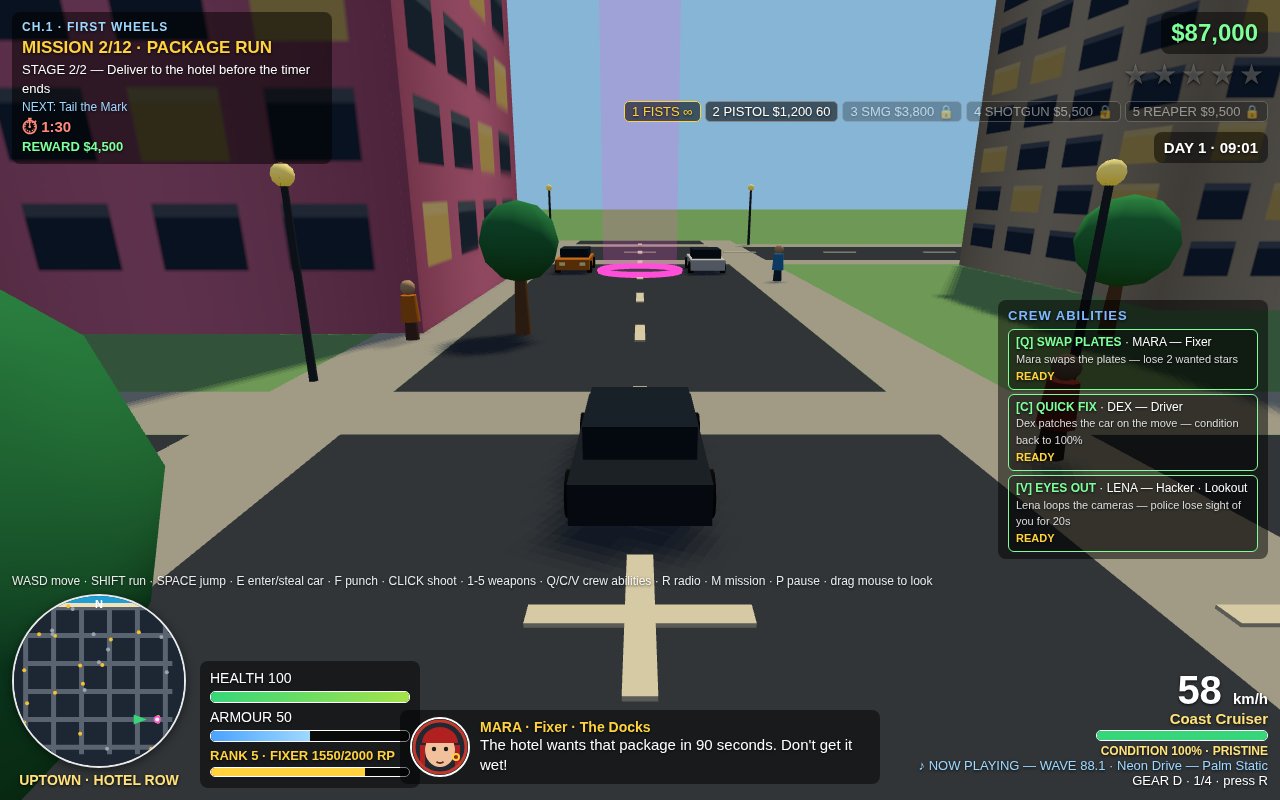 CH.1 · FIRST WHEELS
MISSION 2/12 · PACKAGE RUN
STAGE 2/2 — Deliver to the hotel before the timer
ends
NEXT: Tail the Mark
⏱ 1:30
REWARD $4,500
$87,000
★★★★★
1 FISTS ∞ 2 PISTOL $1,200 60 3 SMG $3,800 🔒 4 SHOTGUN $5,500 🔒 5 REAPER $9,500 🔒
DAY 1 · 09:01
CREW ABILITIES
[Q] SWAP PLATES · MARA — Fixer
Mara swaps the plates — lose 2 wanted stars
READY
[C] QUICK FIX · DEX — Driver
Dex patches the car on the move — condition
back to 100%
READY
[V] EYES OUT · LENA — Hacker · Lookout
Lena loops the cameras — police lose sight of
you for 20s
READY
WASD move · SHIFT run · SPACE jump · E enter/steal car · F punch · CLICK shoot · 1-5 weapons · Q/C/V crew abilities · R radio · M mission · P pause · drag mouse to look
N
UPTOWN · HOTEL ROW
HEALTH 100
ARMOUR 50
RANK 5 · FIXER 1550/2000 RP
MARA · Fixer · The Docks
The hotel wants that package in 90 seconds. Don't get it
wet!
58 km/h
Coast Cruiser
CONDITION 100% · PRISTINE
♪ NOW PLAYING — WAVE 88.1 · Neon Drive — Palm Static
GEAR D · 1/4 · press R